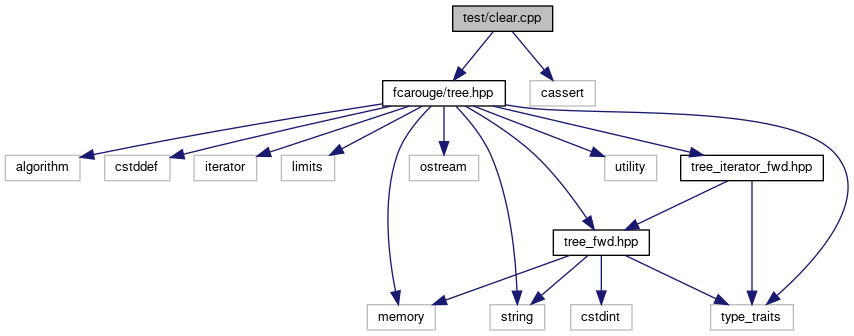 test/clear.cpp
fcarouge/tree.hpp
cassert
algorithm
cstddef
iterator
limits
ostream
utility
tree_iterator_fwd.hpp
tree_fwd.hpp
memory
string
cstdint
type_traits